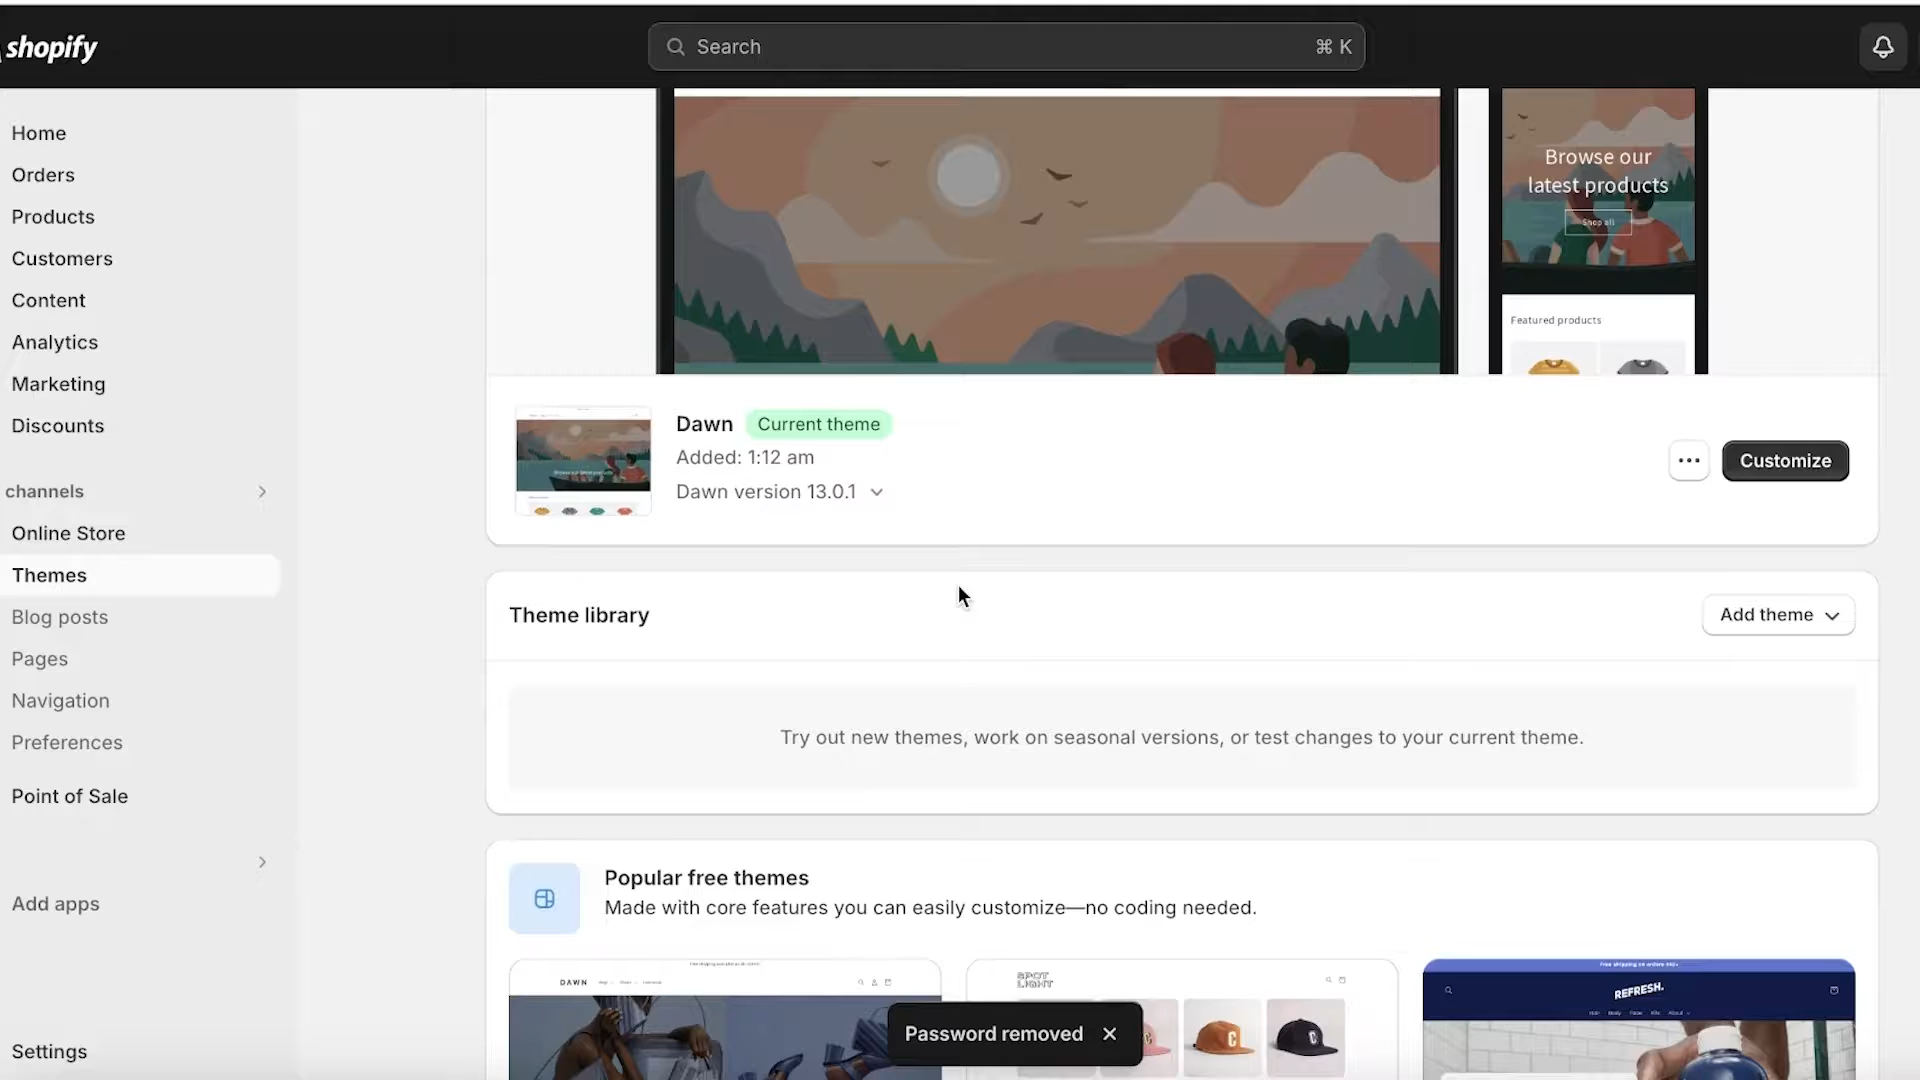 shopify
Search
⌘ K
Home
Orders
Products
Customers
Content
Analytics
Marketing
Discounts
channels
Online Store
Themes
Blog posts
Pages
Navigation
Preferences
Point of Sale
Add apps
Settings
Browse our
latest products
Shop all
Featured products
Dawn
Current theme
Added: 1:12 am
Dawn version 13.0.1
Customize
Theme library
Add theme
Try out new themes, work on seasonal versions, or test changes to your current theme.
Popular free themes
Made with core features you can easily customize—no coding needed.
DAWN
SPOT
LIGHT
C
C
C
REFRESH.
Password removed